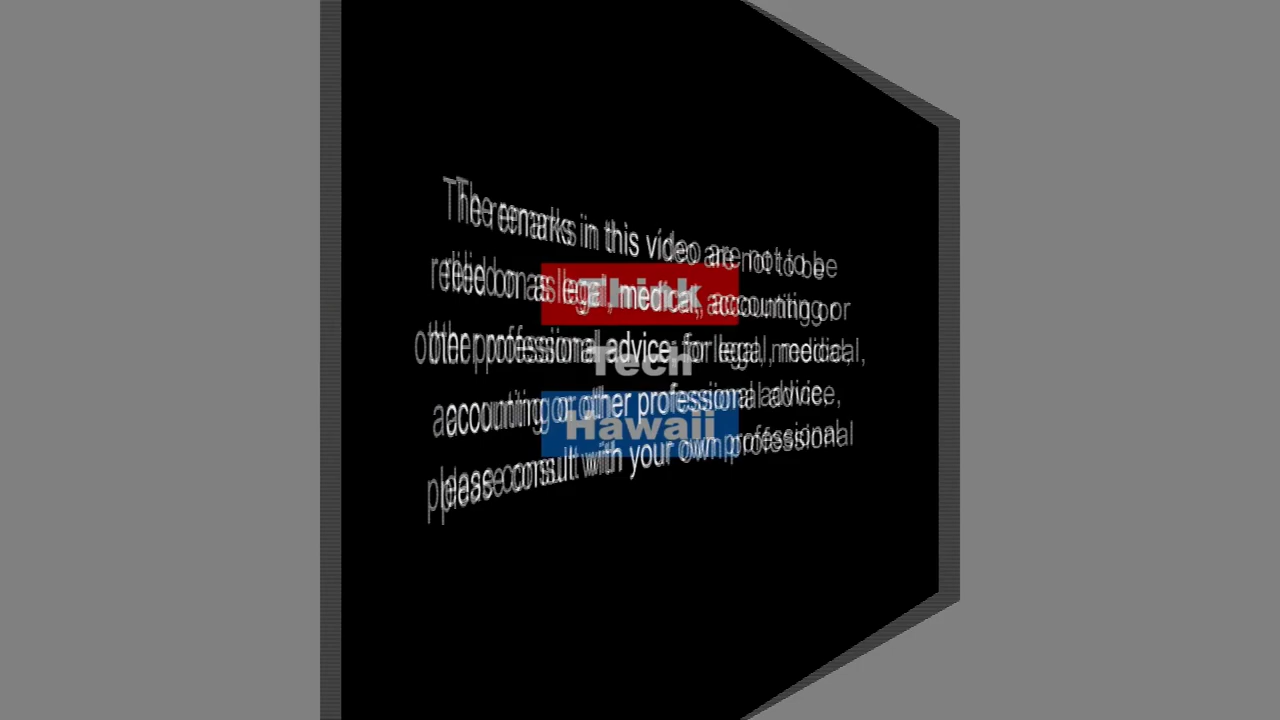 The remarks in this video are not to be
relied on as legal, medical, accounting or
other professional advice, for legal, medical,
accounting or other professional advice,
please consult with your own professional
Think
Tech
Hawaii